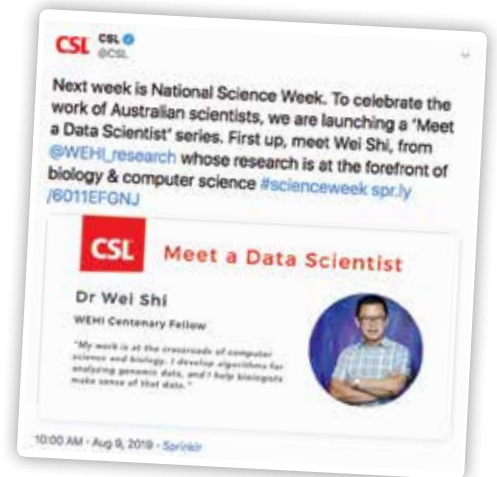 CSL
CSL
@CSL
Next week is National Science Week. To celebrate the
work of Australian scientists, we are launching a 'Meet
a Data Scientist' series. First up, meet Wei Shi, from
@WEHI_research whose research is at the forefront of
biology & computer science #scienceweek spr.ly
/6011EFGNJ
CSL
Meet a Data Scientist
Dr Wei Shi
WEHI Centenary Fellow
"My work is at the crossroads of computer
science and biology. I develop algorithms for
analyzing genomic data, and I help biologists
make sense of that data."
10:00 AM · Aug 9, 2019 · Sprinklr